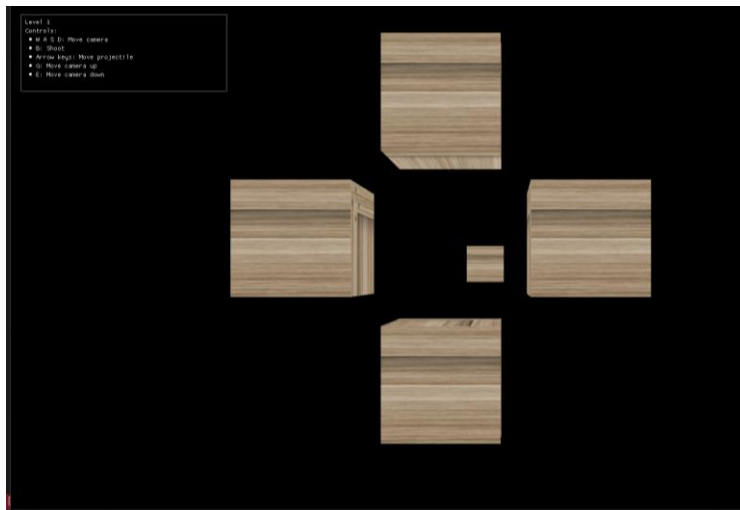 Level 1
Controls:
• W A S D: Move camera
• B: Shoot
• Arrow keys: Move projectile
• Q: Move camera up
• E: Move camera down